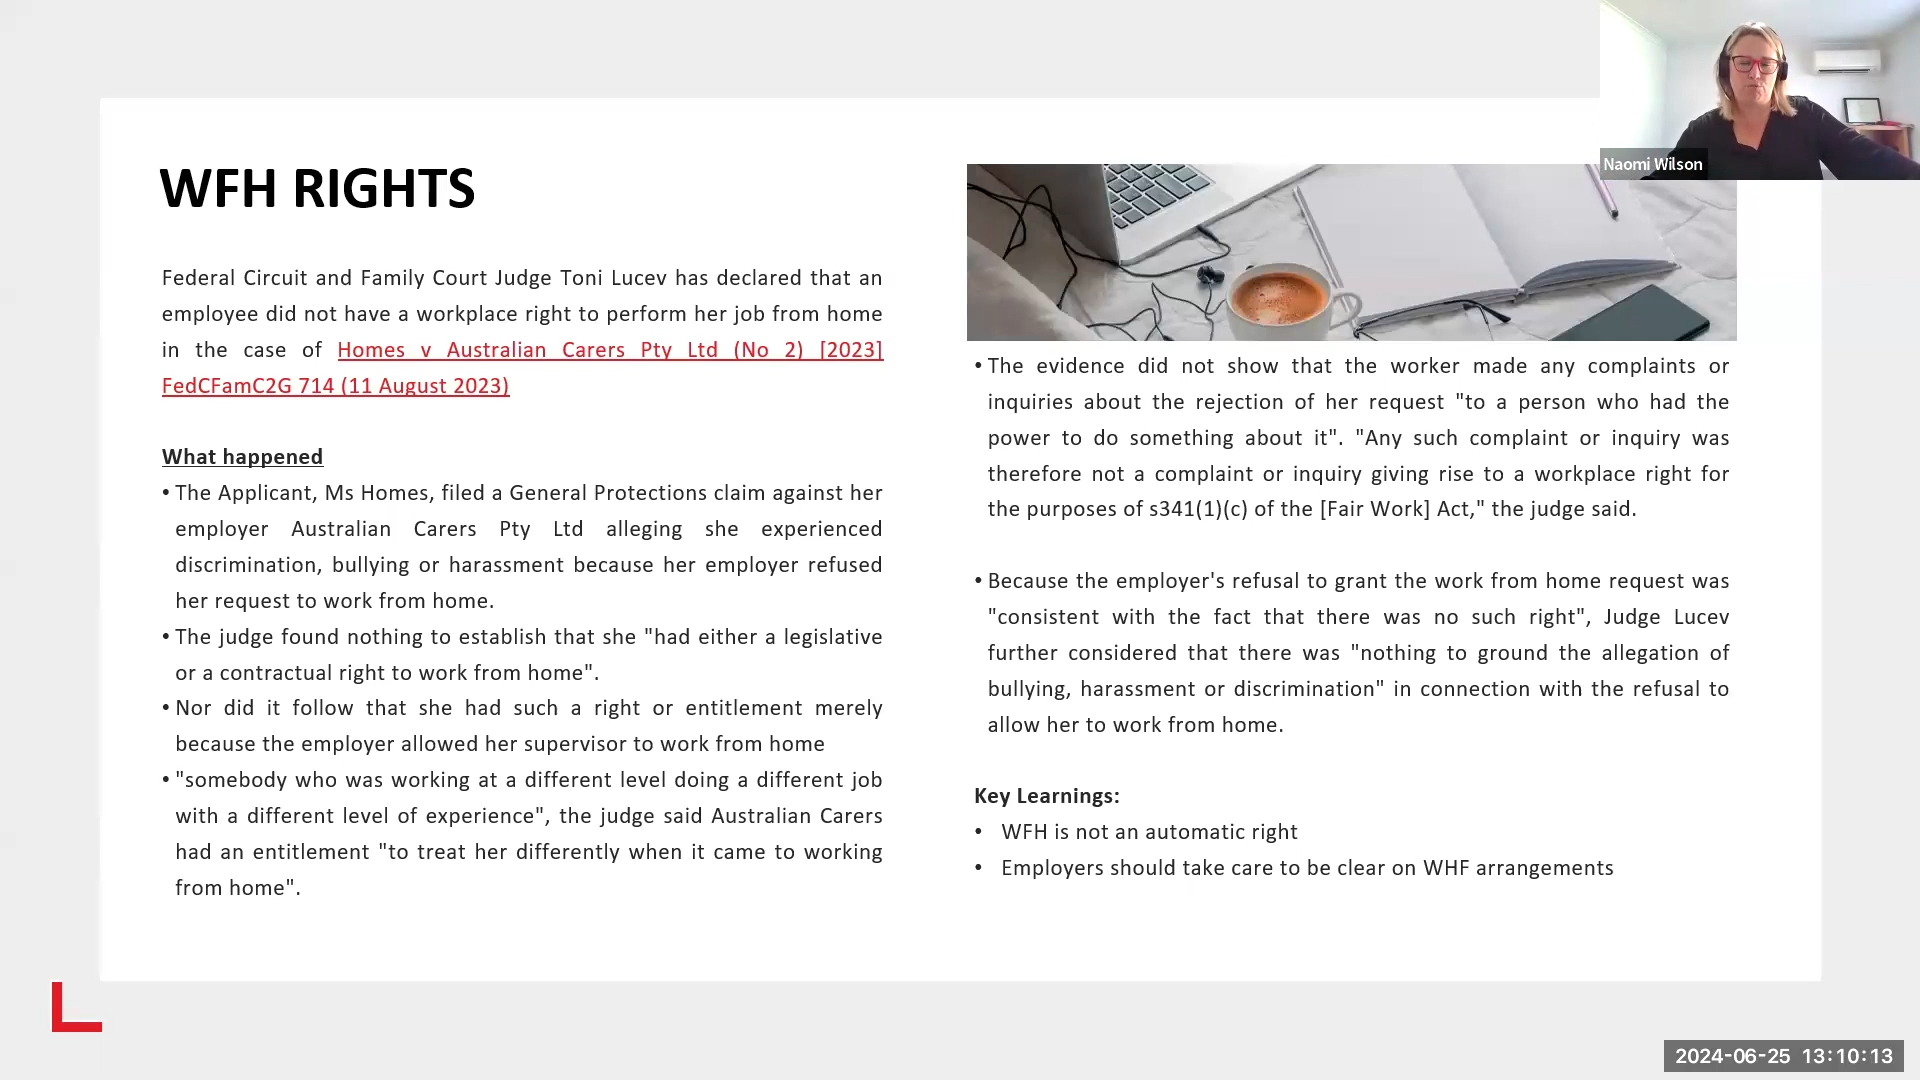 WFH RIGHTS
Federal Circuit and Family Court Judge Toni Lucev has declared that an
employee did not have a workplace right to perform her job from home
in the case of Homes v Australian Carers Pty Ltd (No 2) [2023]
FedCFamC2G 714 (11 August 2023)
What happened
• The Applicant, Ms Homes, filed a General Protections claim against her
employer Australian Carers Pty Ltd alleging she experienced
discrimination, bullying or harassment because her employer refused
her request to work from home.
• The judge found nothing to establish that she "had either a legislative
or a contractual right to work from home".
• Nor did it follow that she had such a right or entitlement merely
because the employer allowed her supervisor to work from home
• "somebody who was working at a different level doing a different job
with a different level of experience", the judge said Australian Carers
had an entitlement "to treat her differently when it came to working
from home".
Naomi Wilson
• The evidence did not show that the worker made any complaints or
inquiries about the rejection of her request "to a person who had the
power to do something about it". "Any such complaint or inquiry was
therefore not a complaint or inquiry giving rise to a workplace right for
the purposes of s341(1)(c) of the [Fair Work] Act," the judge said.
• Because the employer's refusal to grant the work from home request was
"consistent with the fact that there was no such right", Judge Lucev
further considered that there was "nothing to ground the allegation of
bullying, harassment or discrimination" in connection with the refusal to
allow her to work from home.
Key Learnings:
• WFH is not an automatic right
• Employers should take care to be clear on WHF arrangements
2024-06-25 13:10:13